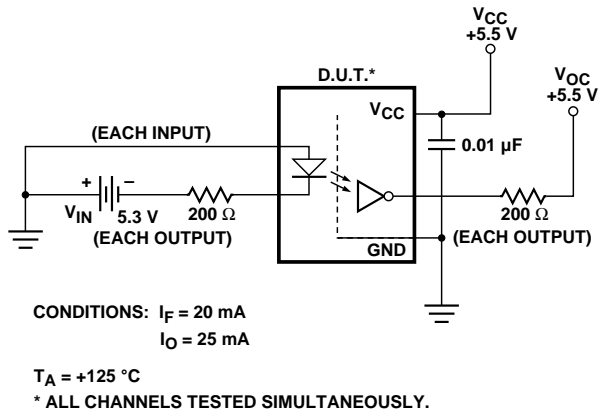 V_CC
+5.5 V
D.U.T.*
V_OC
+5.5 V
V_CC
(EACH INPUT)
0.01 µF
+ –
V_IN
5.3 V
200 Ω
200 Ω
(EACH OUTPUT)
GND
(EACH OUTPUT)
CONDITIONS: I_F = 20 mA
I_O = 25 mA
T_A = +125 °C
* ALL CHANNELS TESTED SIMULTANEOUSLY.